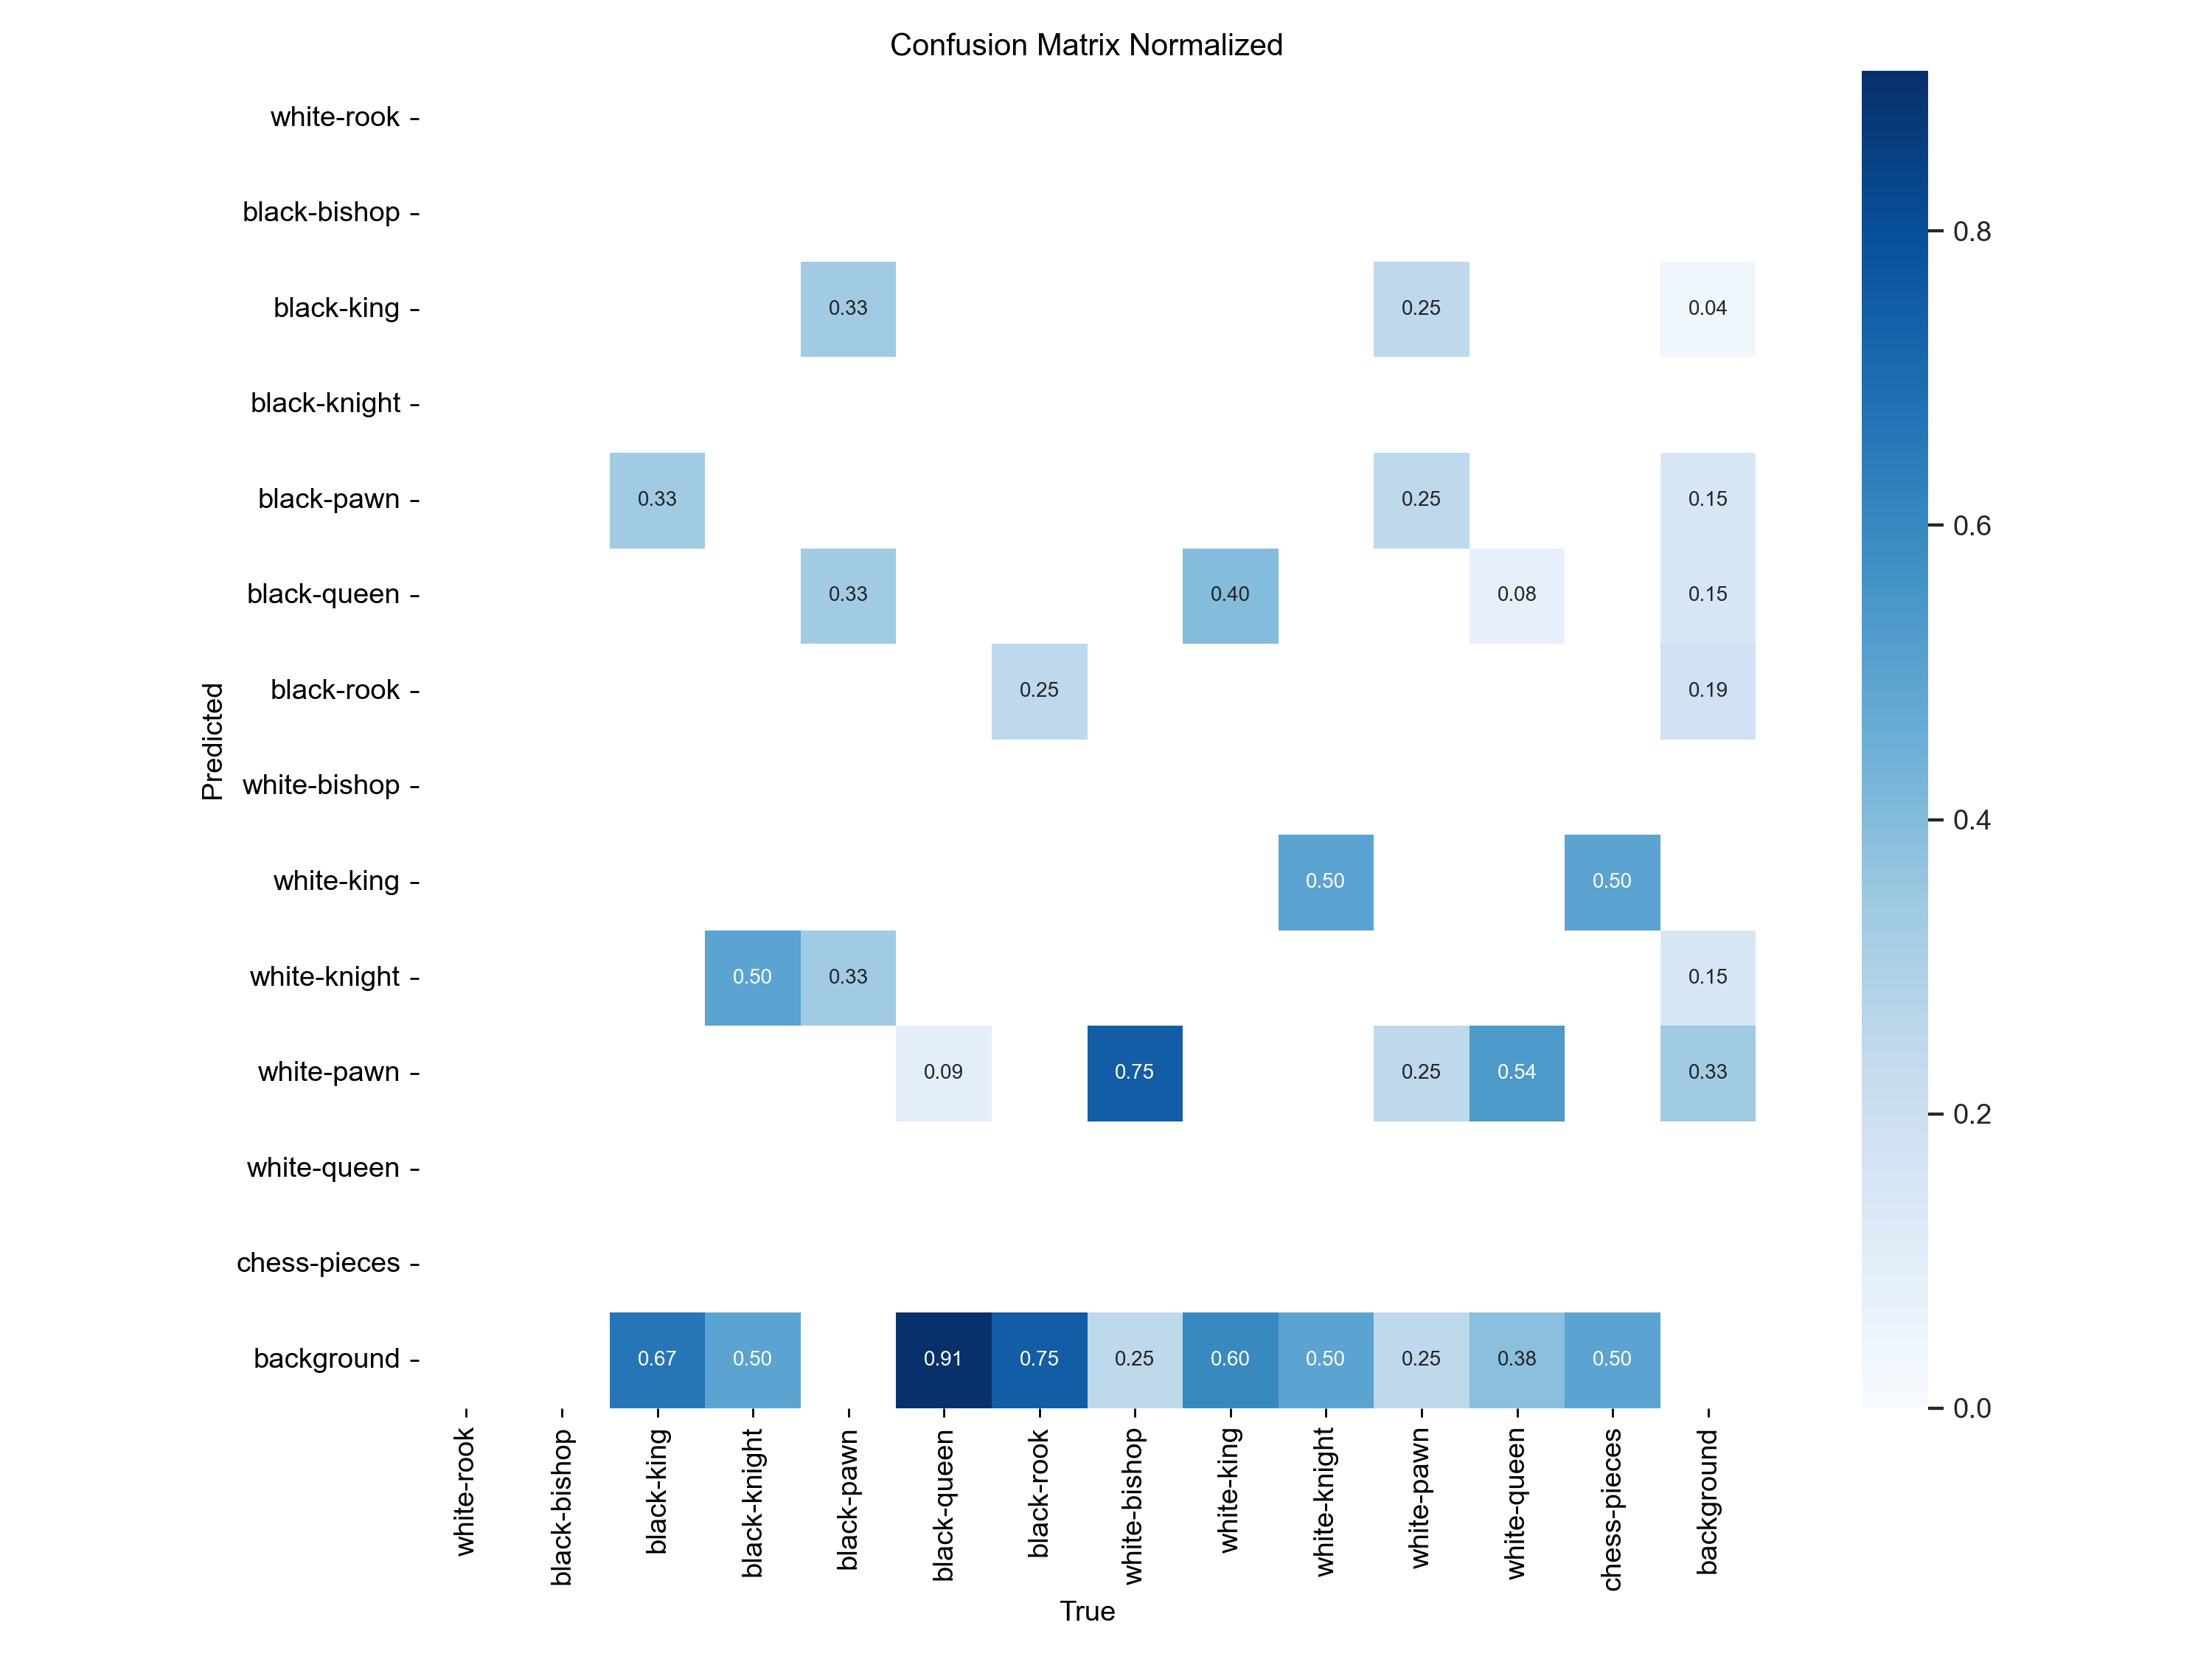 Confusion Matrix Normalized
white-rook
black-bishop
black-king 0.33 0.25 0.04
black-knight
black-pawn 0.33 0.25 0.15
black-queen 0.33 0.40 0.08 0.15
black-rook 0.25 0.19
white-bishop
white-king 0.50 0.50
white-knight 0.50 0.33 0.15
white-pawn 0.09 0.75 0.25 0.54 0.33
white-queen
chess-pieces
background 0.67 0.50 0.91 0.75 0.25 0.60 0.50 0.25 0.38 0.50
Predicted
white-rook
black-bishop
black-king
black-knight
black-pawn
black-queen
black-rook
white-bishop
white-king
white-knight
white-pawn
white-queen
chess-pieces
background
True
0.8
0.6
0.4
0.2
0.0